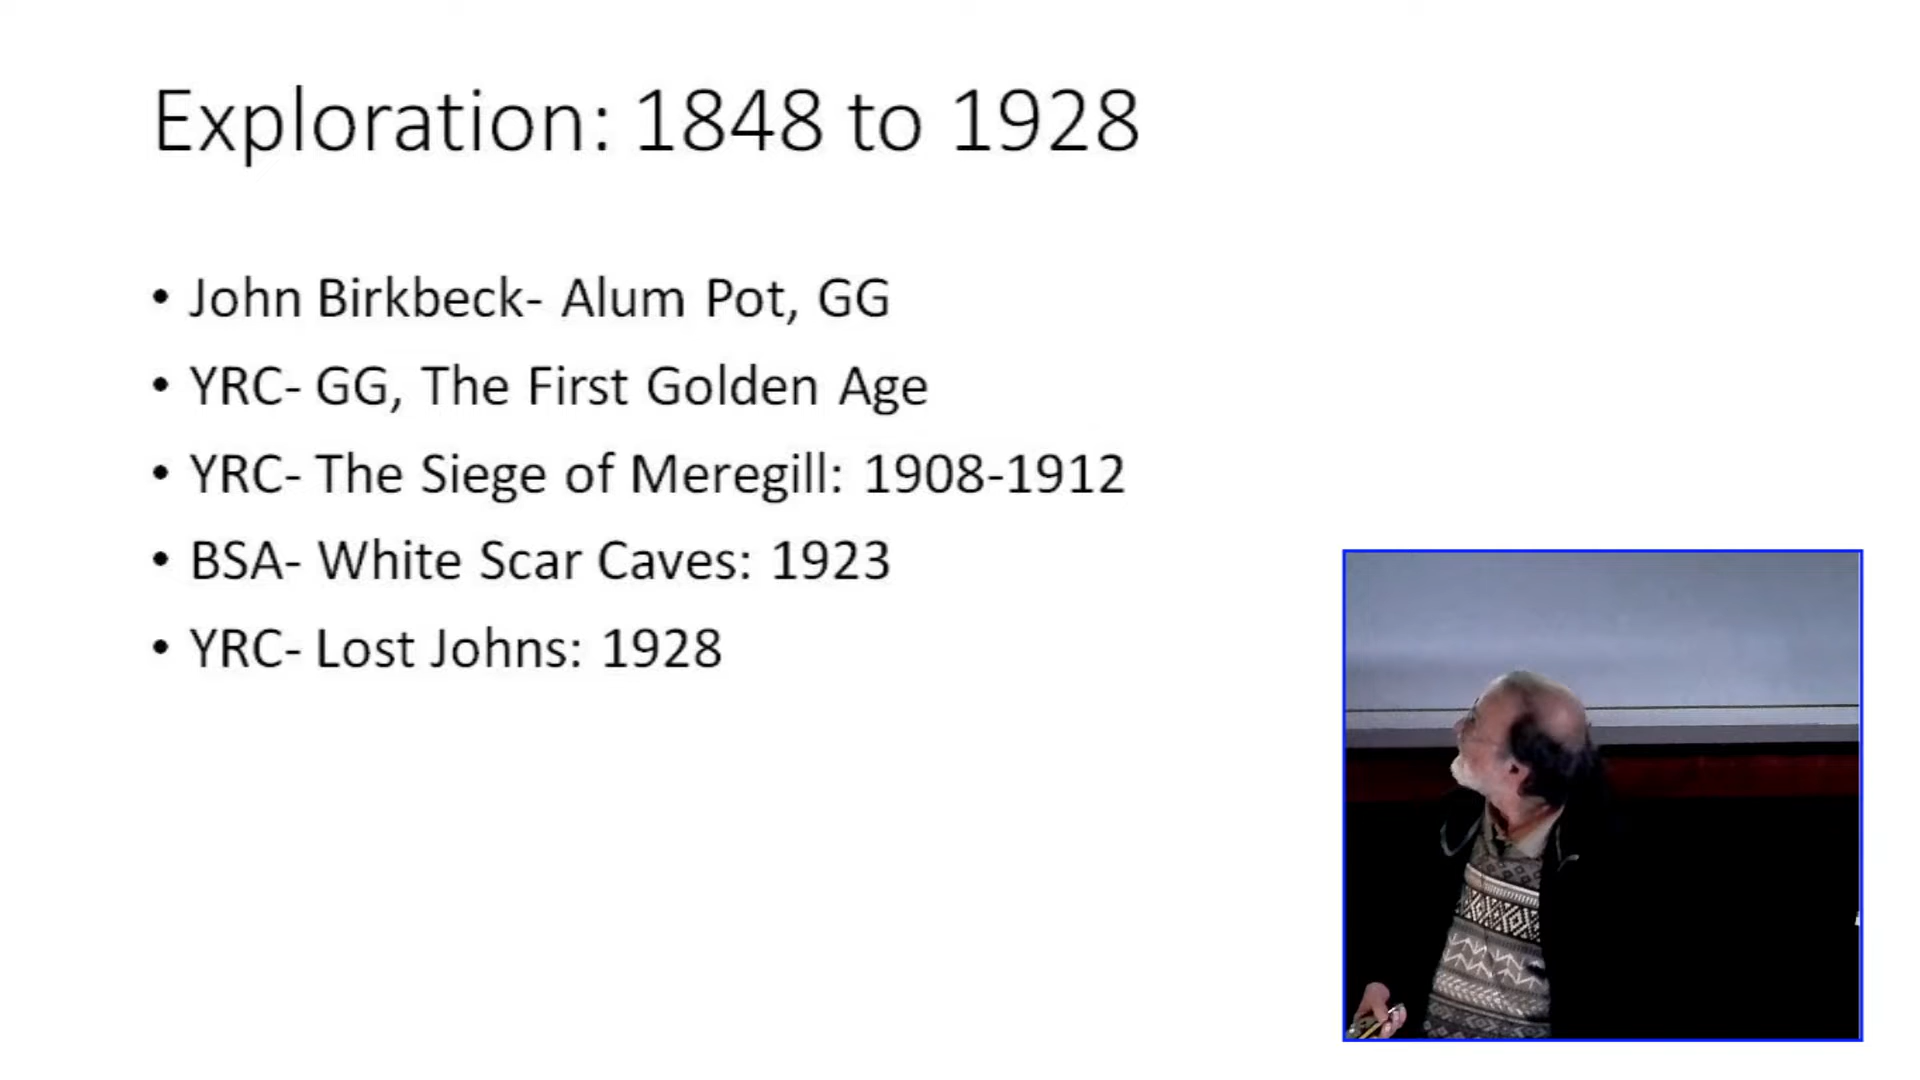 Exploration: 1848 to 1928
• John Birkbeck- Alum Pot, GG
• YRC- GG, The First Golden Age
• YRC- The Siege of Meregill: 1908-1912
• BSA- White Scar Caves: 1923
• YRC- Lost Johns: 1928